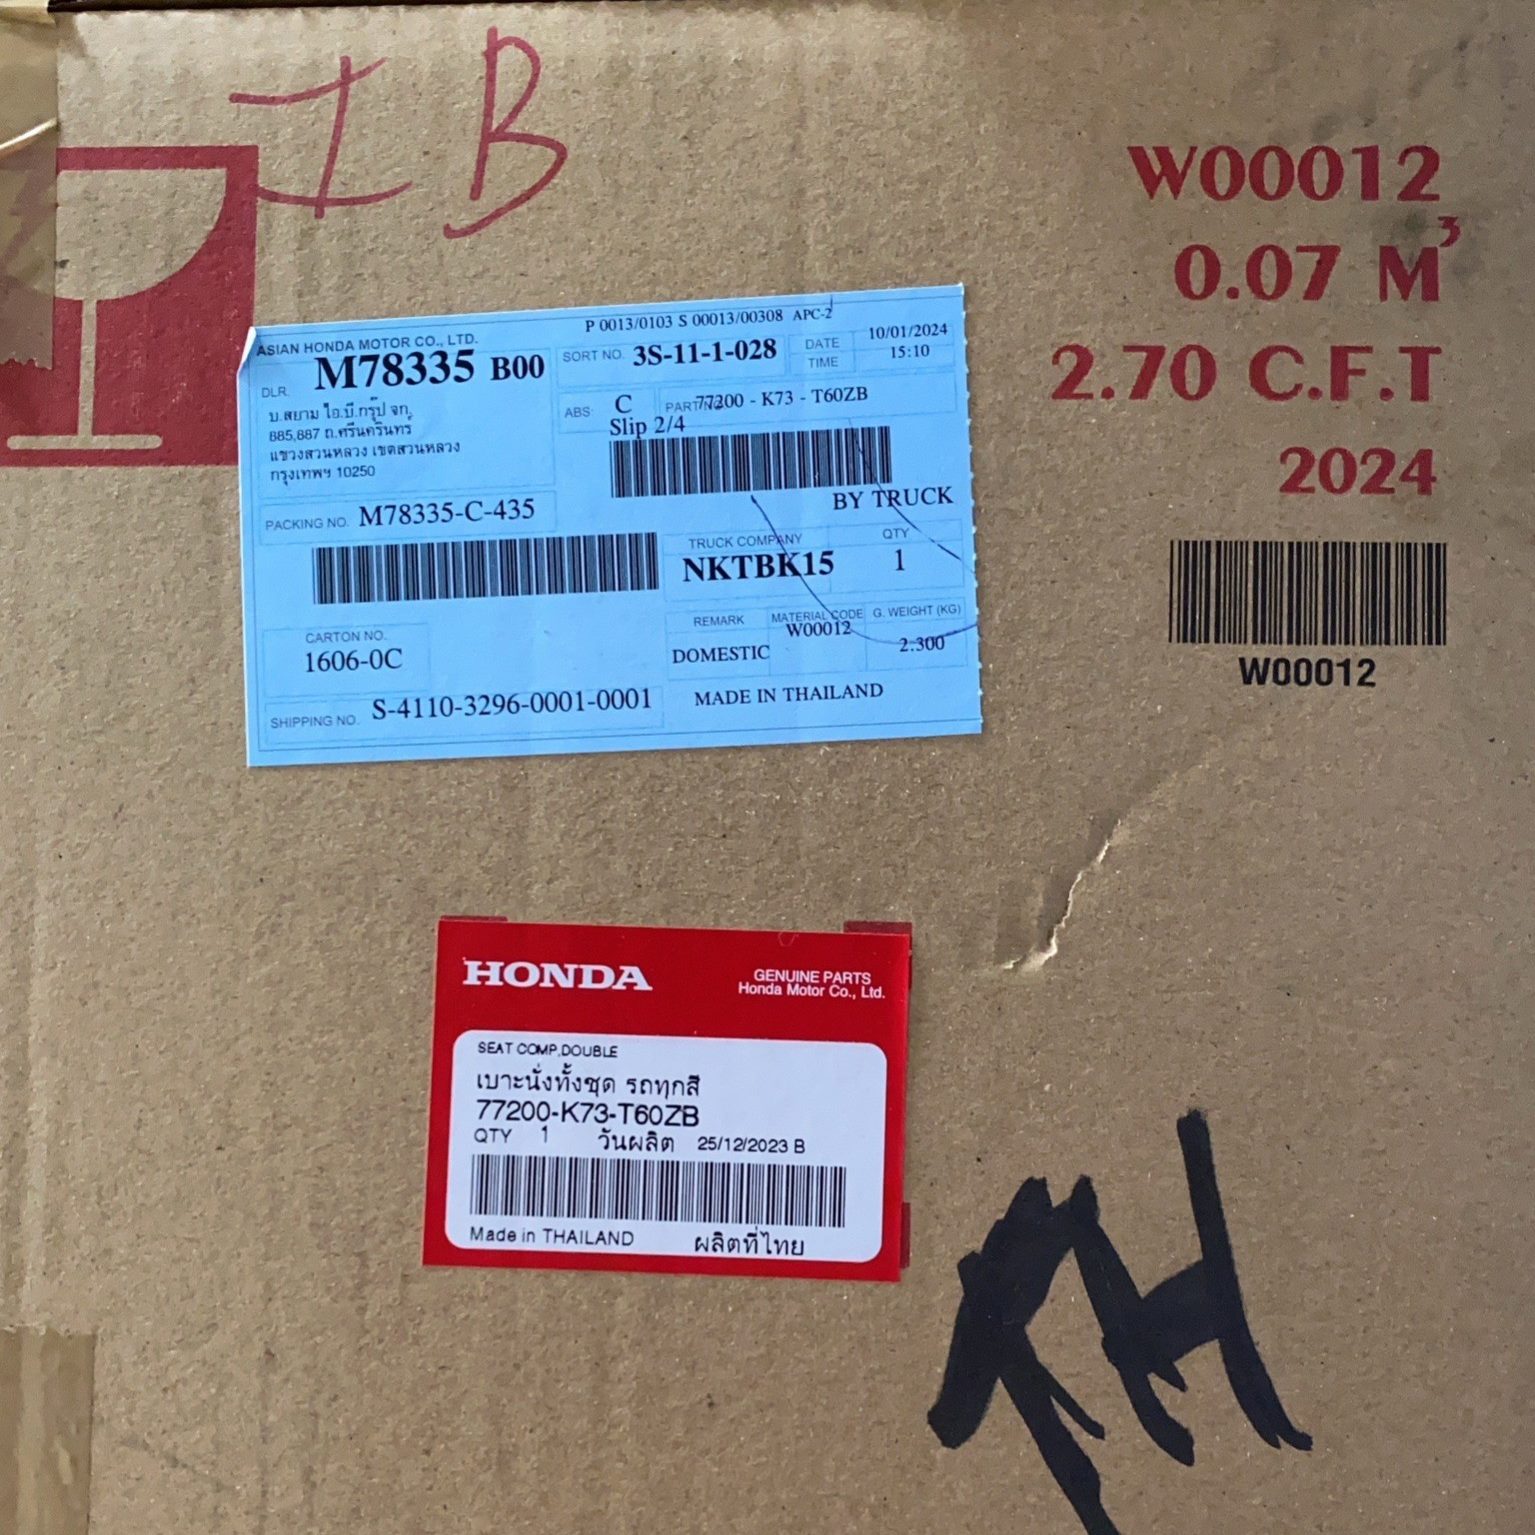 IB
W00012
0.07 M³
2.70 C.F.T
2024
W00012
P 0013/0103 S 00013/00308 APC-2
ASIAN HONDA MOTOR CO., LTD.
DLR. M78335 B00
บ.สยาม ไอ.บี.กรุ๊ป จก.
885,887 ถ.ศรีนครินทร์
แขวงสวนหลวง เขตสวนหลวง
กรุงเทพฯ 10250
SORT NO. 3S-11-1-028
DATE 10/01/2024
TIME 15:10
ABS: C
PART NO. 77200 - K73 - T60ZB
Slip 2/4
BY TRUCK
PACKING NO. M78335-C-435
TRUCK COMPANY
NKTBK15
QTY
1
CARTON NO.
1606-0C
REMARK
DOMESTIC
MATERIAL CODE
W00012
G. WEIGHT (KG)
2.300
SHIPPING NO. S-4110-3296-0001-0001
MADE IN THAILAND
HONDA
GENUINE PARTS
Honda Motor Co., Ltd.
SEAT COMP,DOUBLE
เบาะนั่งทั้งชุด รถทุกสี
77200-K73-T60ZB
QTY 1 วันผลิต 25/12/2023 B
Made in THAILAND ผลิตที่ไทย
TH